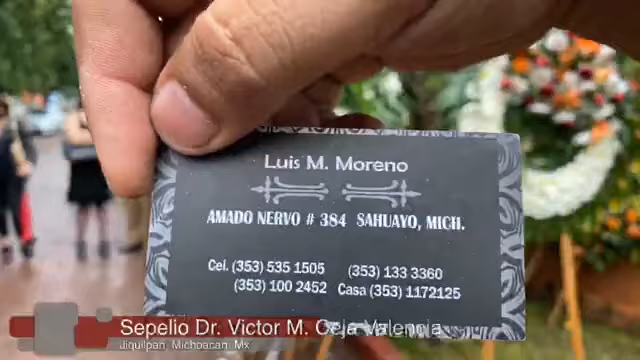 Luis M. Moreno
AMADO NERVO # 384 SAHUAYO, MICH.
Cel. (353) 535 1505 (353) 133 3360
(353) 100 2452 Casa (353) 1172125
Sepelio Dr. Victor M. Ceja Valencia
Jiquilpan, Michoacan, Mx